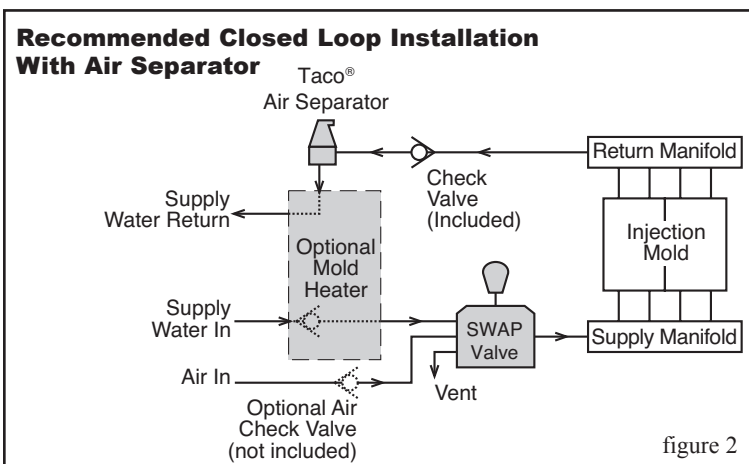 Recommended Closed Loop Installation
With Air Separator
Taco®
Air Separator
Return Manifold
Check
Valve
(Included)
Supply
Water Return
Injection
Mold
Optional
Mold
Heater
Supply
Water In
SWAP
Valve
Supply Manifold
Air In
Vent
Optional Air
Check Valve
(not included)
figure 2